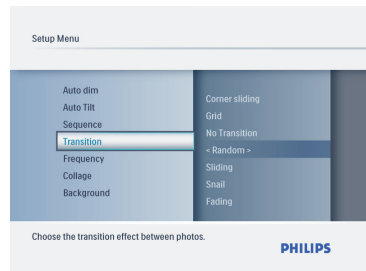 Setup Menu
Auto dim
Auto Tilt
Sequence
Transition
Frequency
Collage
Background
Corner sliding
Grid
No Transition
< Random >
Sliding
Snail
Fading
Choose the transition effect between photos.
PHILIPS